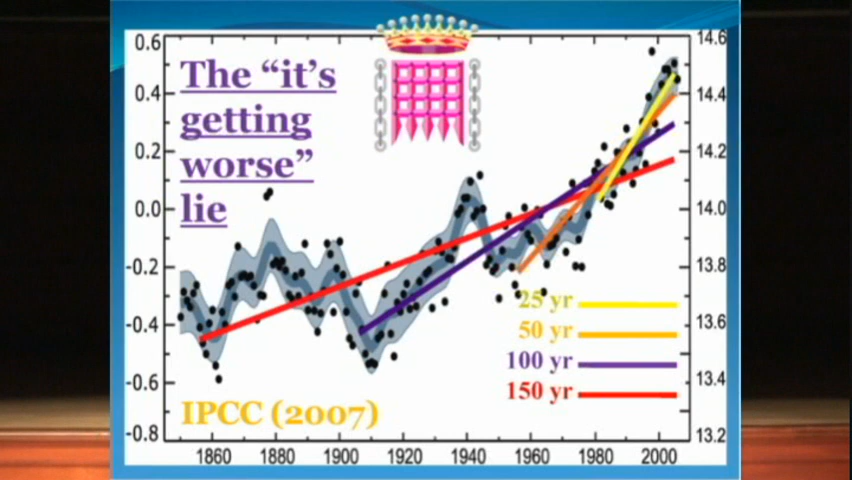 The “it’s
getting
worse”
lie
IPCC (2007)
25 yr
50 yr
100 yr
150 yr
0.6
0.4
0.2
0.0
-0.2
-0.4
-0.6
-0.8
14.6
14.4
14.2
14.0
13.8
13.6
13.4
13.2
1860 1880 1900 1920 1940 1960 1980 2000